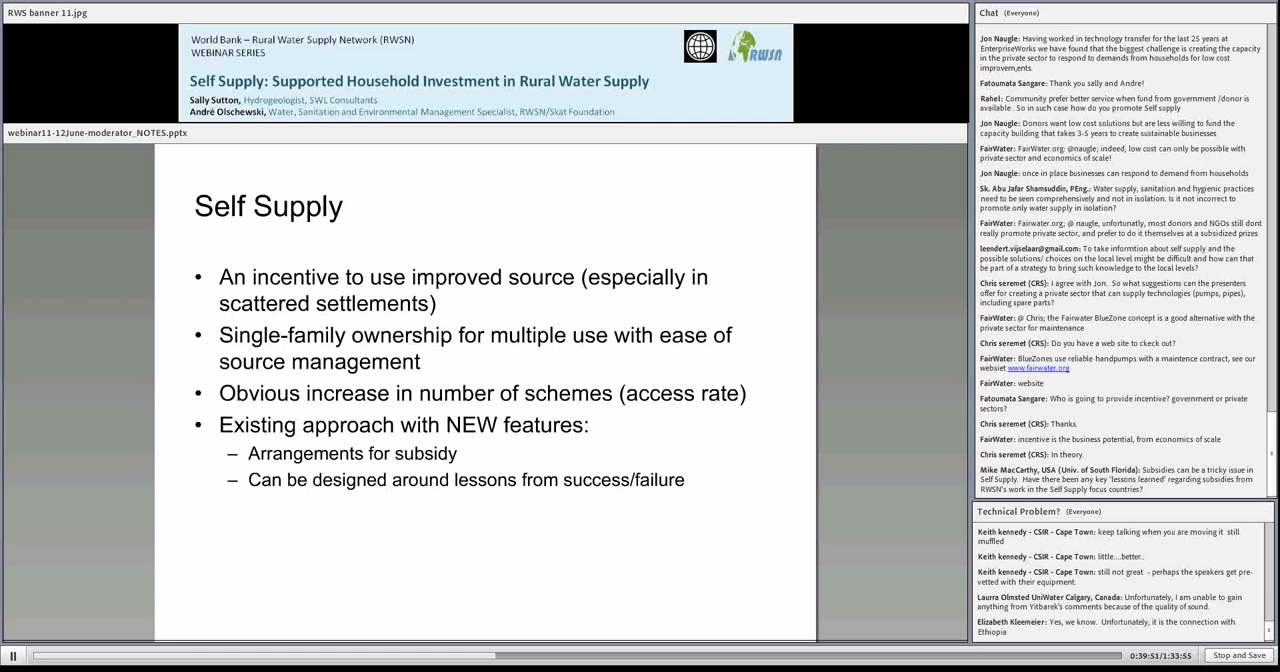 RWS banner 11.jpg
World Bank – Rural Water Supply Network (RWSN)
WEBINAR SERIES
RWSN
Self Supply: Supported Household Investment in Rural Water Supply
Sally Sutton, Hydrogeologist, SWL Consultants
André Olschewski, Water, Sanitation and Environmental Management Specialist, RWSN/Skat Foundation
webinar11-12June-moderator_NOTES.pptx
Self Supply
• An incentive to use improved source (especially in
scattered settlements)
• Single-family ownership for multiple use with ease of
source management
• Obvious increase in number of schemes (access rate)
• Existing approach with NEW features:
– Arrangements for subsidy
– Can be designed around lessons from success/failure
Chat (Everyone)
Jon Naugle: Having worked in technology transfer for the last 25 years at
EnterpriseWorks we have found that the biggest challenge is creating the capacity
in the private sector to respond to demands from households for low cost
improvem,ents.
Fatoumata Sangare: Thank you sally and Andre!
Rahel: Community prefer better service when fund from government /donor is
available . So in such case how do you promote Self supply
Jon Naugle: Donors want low cost solutions but are less willing to fund the
capacity building that takes 3-5 years to create sustainable businesses
FairWater: FairWater.org: @naugle; indeed, low cost can only be possible with
private sector and economics of scale!
Jon Naugle: once in place businesses can respond to demand from households
Sk. Abu Jafar Shamsuddin, PEng.: Water supply, sanitation and hygienic practices
need to be seen comprehensively and not in isolation. Is it not incorrect to
promote only water supply in isolation?
FairWater: Fairwater.org; @ naugle, unfortunatly, most donors and NGOs still dont
really promote private sector, and prefer to do it themselves at a subsidized prizes
leendert.vijselaar@gmail.com: To take informtion about self supply and the
possible solutions/ choices on the local level might be difficult and how can that
be part of a strategy to bring such knowledge to the local levels?
Chris seremet (CRS): I agree with Jon. So what suggestions can the presenters
offer for creating a private sector that can supply technologies (pumps, pipes),
including spare parts?
FairWater: @ Chris; the Fairwater BlueZone concept is a good alternative with the
private sector for maintenance
Chris seremet (CRS): Do you have a web site to ckeck out?
FairWater: BlueZones use reliable handpumps with a maintence contract, see our
websiet www.fairwater.org
FairWater: website
Fatoumata Sangare: Who is going to provide incentive? government or private
sectors?
Chris seremet (CRS): Thanks.
FairWater: incentive is the business potential, from economics of scale
Chris seremet (CRS): In theory.
Mike MacCarthy, USA (Univ. of South Florida): Subsidies can be a tricky issue in
Self Supply. Have there been any key 'lessons learned' regarding subsidies from
RWSN's work in the Self Supply focus countries?
Technical Problem? (Everyone)
Keith kennedy - CSIR - Cape Town: keep talking when you are moving it still
muffled
Keith kennedy - CSIR - Cape Town: little....better..
Keith kennedy - CSIR - Cape Town: still not great - perhaps the speakers get pre-
vetted with their equipment.
Laurra Olmsted UniWater Calgary, Canada: Unfortunately, I am unable to gain
anything from Yitbarek's comments because of the quality of sound.
Elizabeth Kleemeier: Yes, we know. Unfortunately, it is the connection with
Ethiopia
0:39:51/1:33:55
Stop and Save